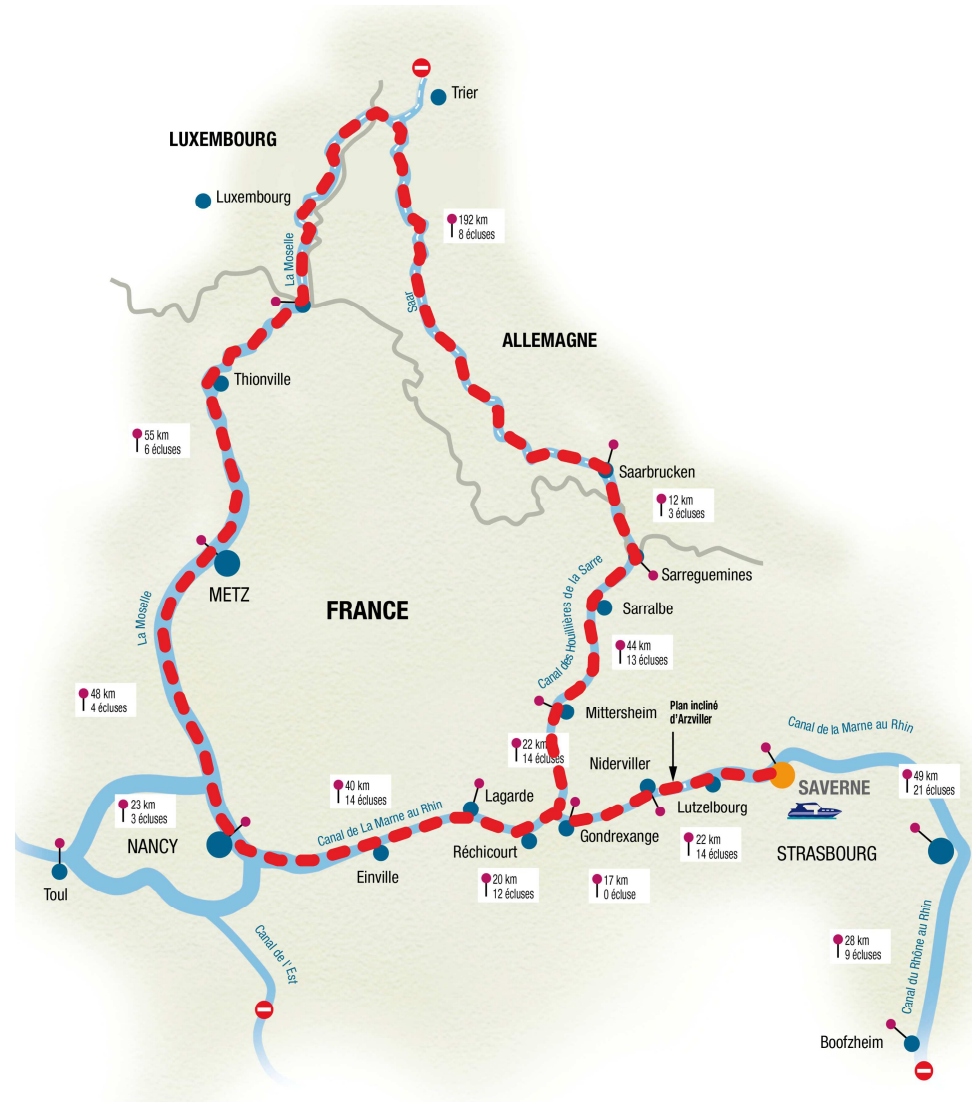 Trier
LUXEMBOURG
Luxembourg
192 km
8 écluses
La Moselle
Saar
ALLEMAGNE
Thionville
55 km
6 écluses
Saarbrucken
12 km
3 écluses
METZ
Sarreguemines
Canal des Houillières de la Sarre
FRANCE
Sarralbe
La Moselle
44 km
13 écluses
48 km
4 écluses
Mittersheim
Plan incliné
d'Arzviller
Canal de la Marne au Rhin
22 km
14 écluses
Niderviller
49 km
21 écluses
40 km
14 écluses
Lagarde
Lutzelbourg
SAVERNE
23 km
3 écluses
Canal de La Marne au Rhin
NANCY
Gondrexange
22 km
14 écluses
Réchicourt
STRASBOURG
Einville
20 km
12 écluses
17 km
0 écluse
Toul
Canal de l' Est
28 km
9 écluses
Canal du Rhône au Rhin
Boofzheim